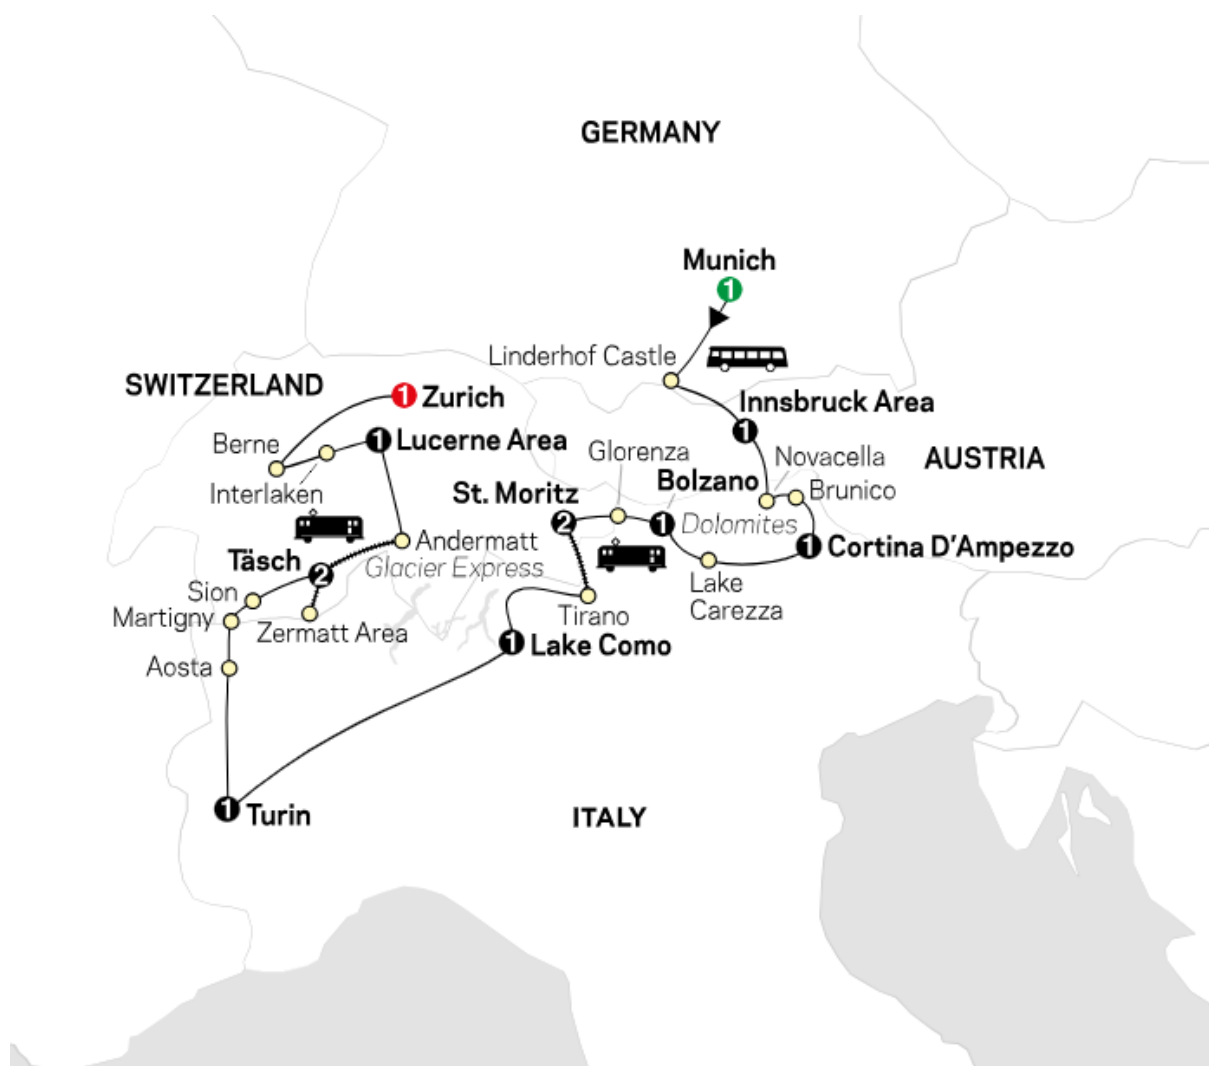 GERMANY
Munich
1
Linderhof Castle
SWITZERLAND
1 Zurich
Innsbruck Area
1
Berne
1 Lucerne Area
Glorenza
Novacella
AUSTRIA
Interlaken
St. Moritz
Bolzano
Brunico
2
1
Dolomites
Andermatt
1 Cortina D'Ampezzo
Täsch
2
Glacier Express
Sion
Lake
Carezza
Martigny
Tirano
Zermatt Area
1 Lake Como
Aosta
1 Turin
ITALY